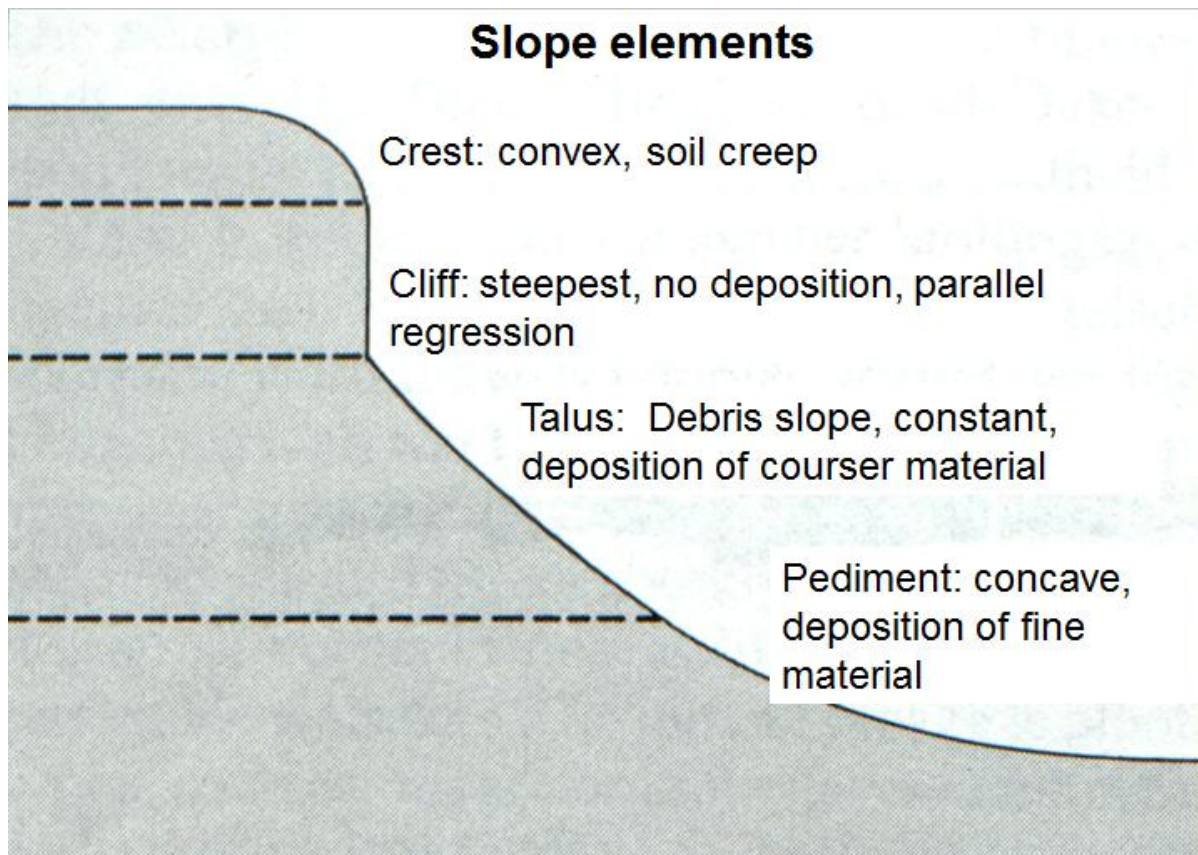 Slope elements
Crest: convex, soil creep
Cliff: steepest, no deposition, parallel
regression
Talus:  Debris slope, constant,
deposition of courser material
Pediment: concave,
deposition of fine
material